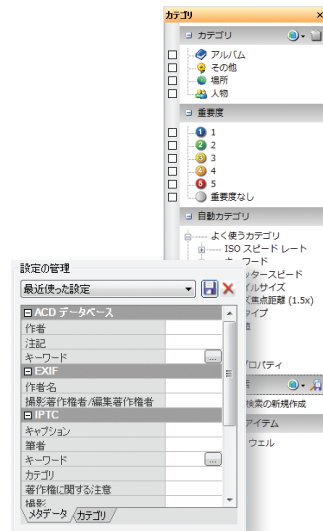 カテゴリ
カテゴリ
アルバム
その他
場所
人物
重要度
1 1
2 2
3 3
4 4
5 5
重要度なし
自動カテゴリ
よく使うカテゴリ
ISO スピード レート
ッタースピード
イルサイズ
焦点距離 (1.5x)
タイプ
プロパティ
検索の新規作成
アイテム
ウェル
設定の管理
最近使った設定
ACD データベース
作者
注記
キーワード
...
EXIF
作者名
撮影著作権者/編集著作権者
IPTC
キャプション
筆者
キーワード
...
カテゴリ
著作権に関する注意
撮影
メタデータ
カテゴリ